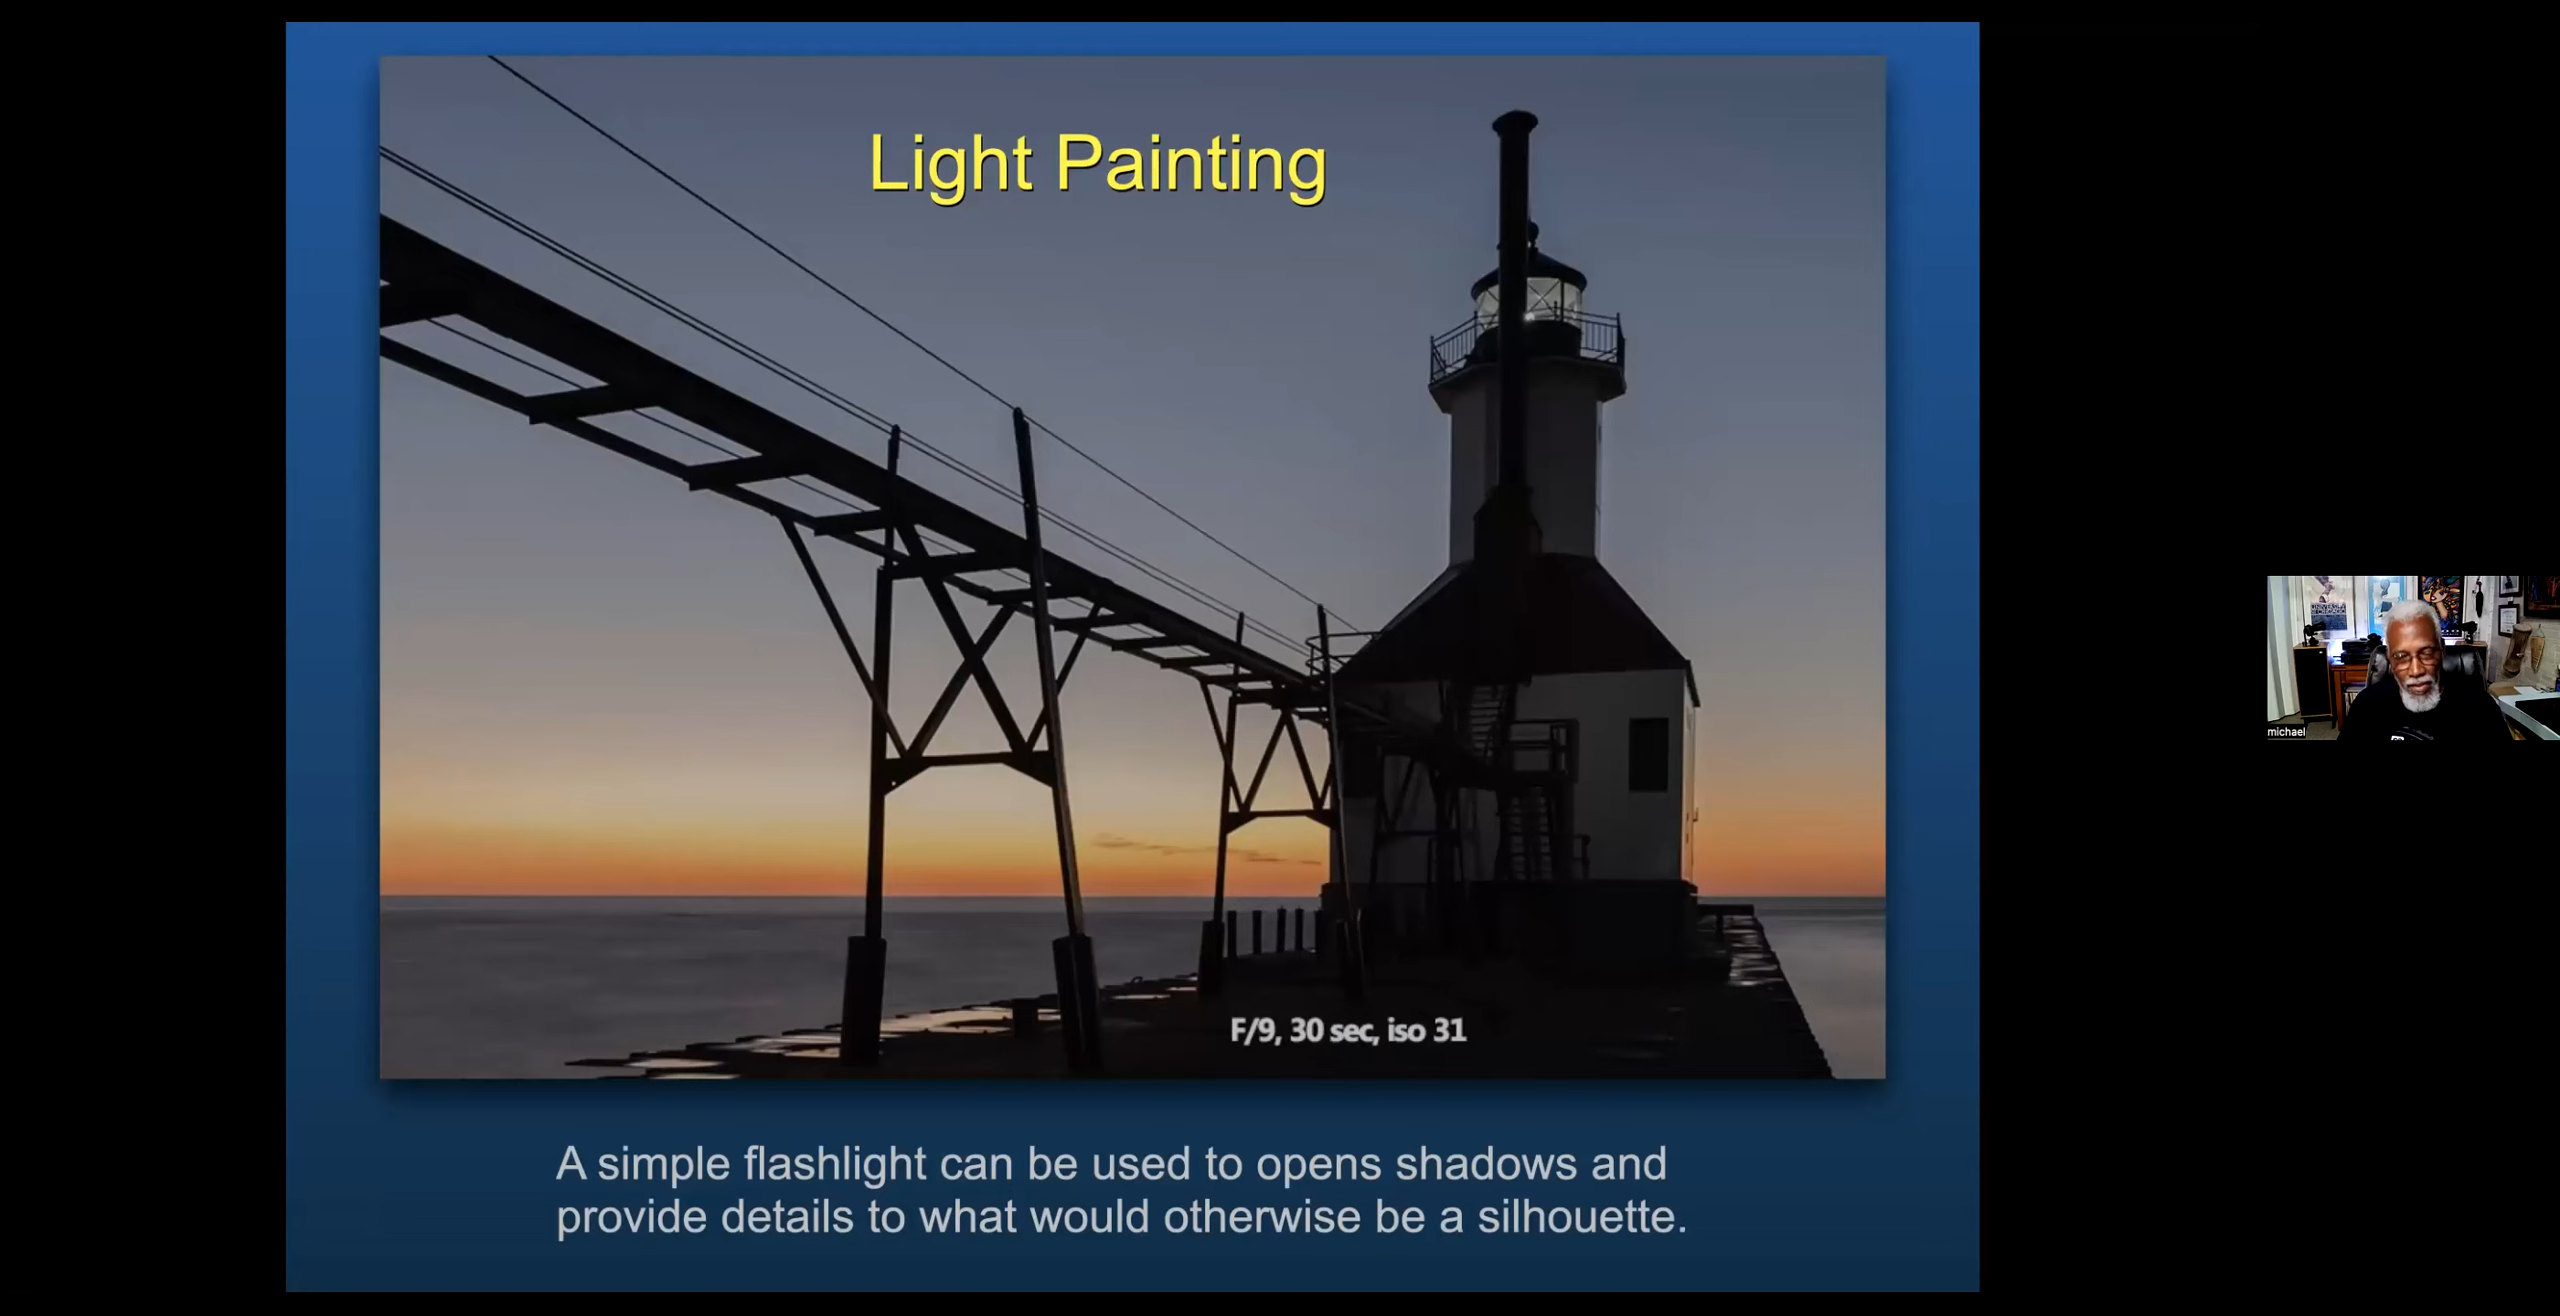 Light Painting
F/9, 30 sec, iso 31
A simple flashlight can be used to opens shadows and
provide details to what would otherwise be a silhouette.
michael